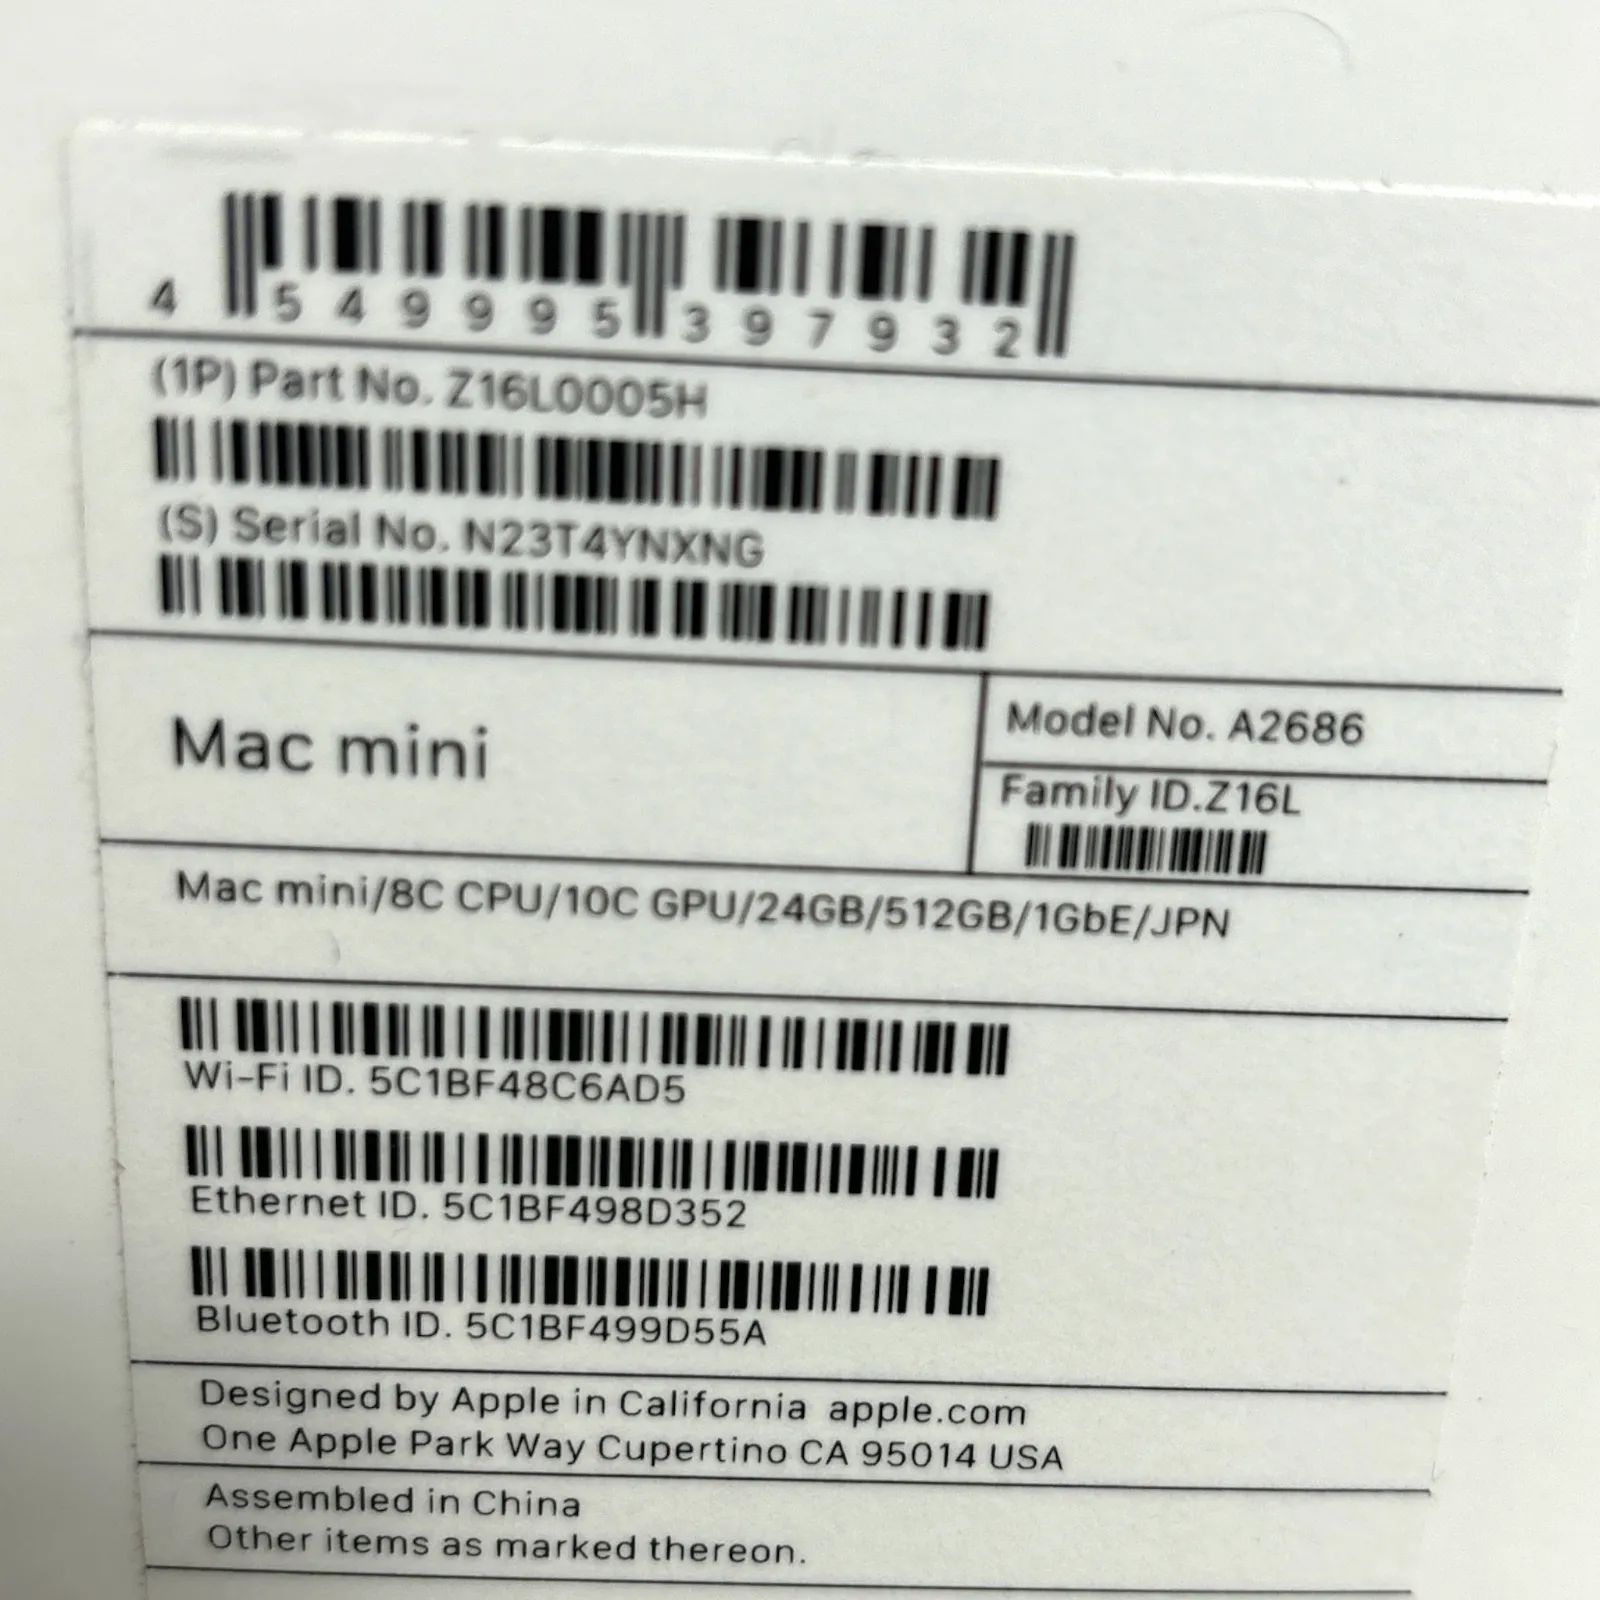 4 549995 397932
(1P) Part No. Z16L0005H
(S) Serial No. N23T4YNXNG
Mac mini
Model No. A2686
Family ID.Z16L
Mac mini/8C CPU/10C GPU/24GB/512GB/1GbE/JPN
Wi-Fi ID. 5C1BF48C6AD5
Ethernet ID. 5C1BF498D352
Bluetooth ID. 5C1BF499D55A
Designed by Apple in California apple.com
One Apple Park Way Cupertino CA 95014 USA
Assembled in China
Other items as marked thereon.